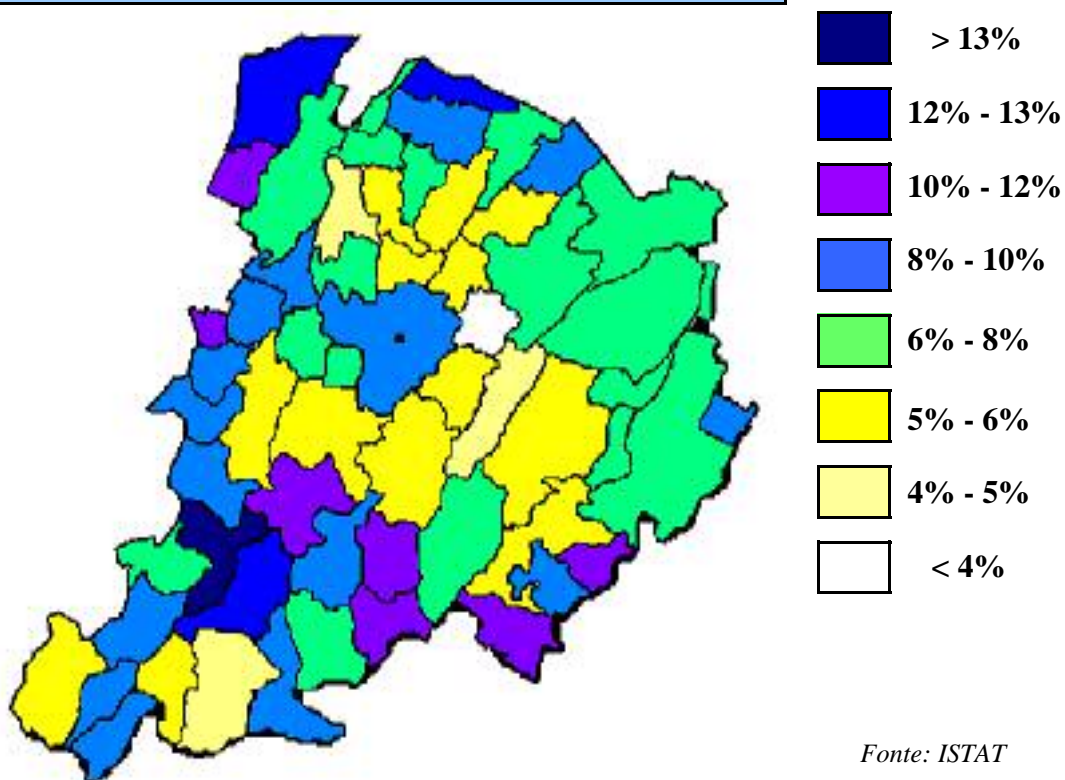 > 13%
12% - 13%
10% - 12%
8% - 10%
6% - 8%
5% - 6%
4% - 5%
< 4%
Fonte: ISTAT